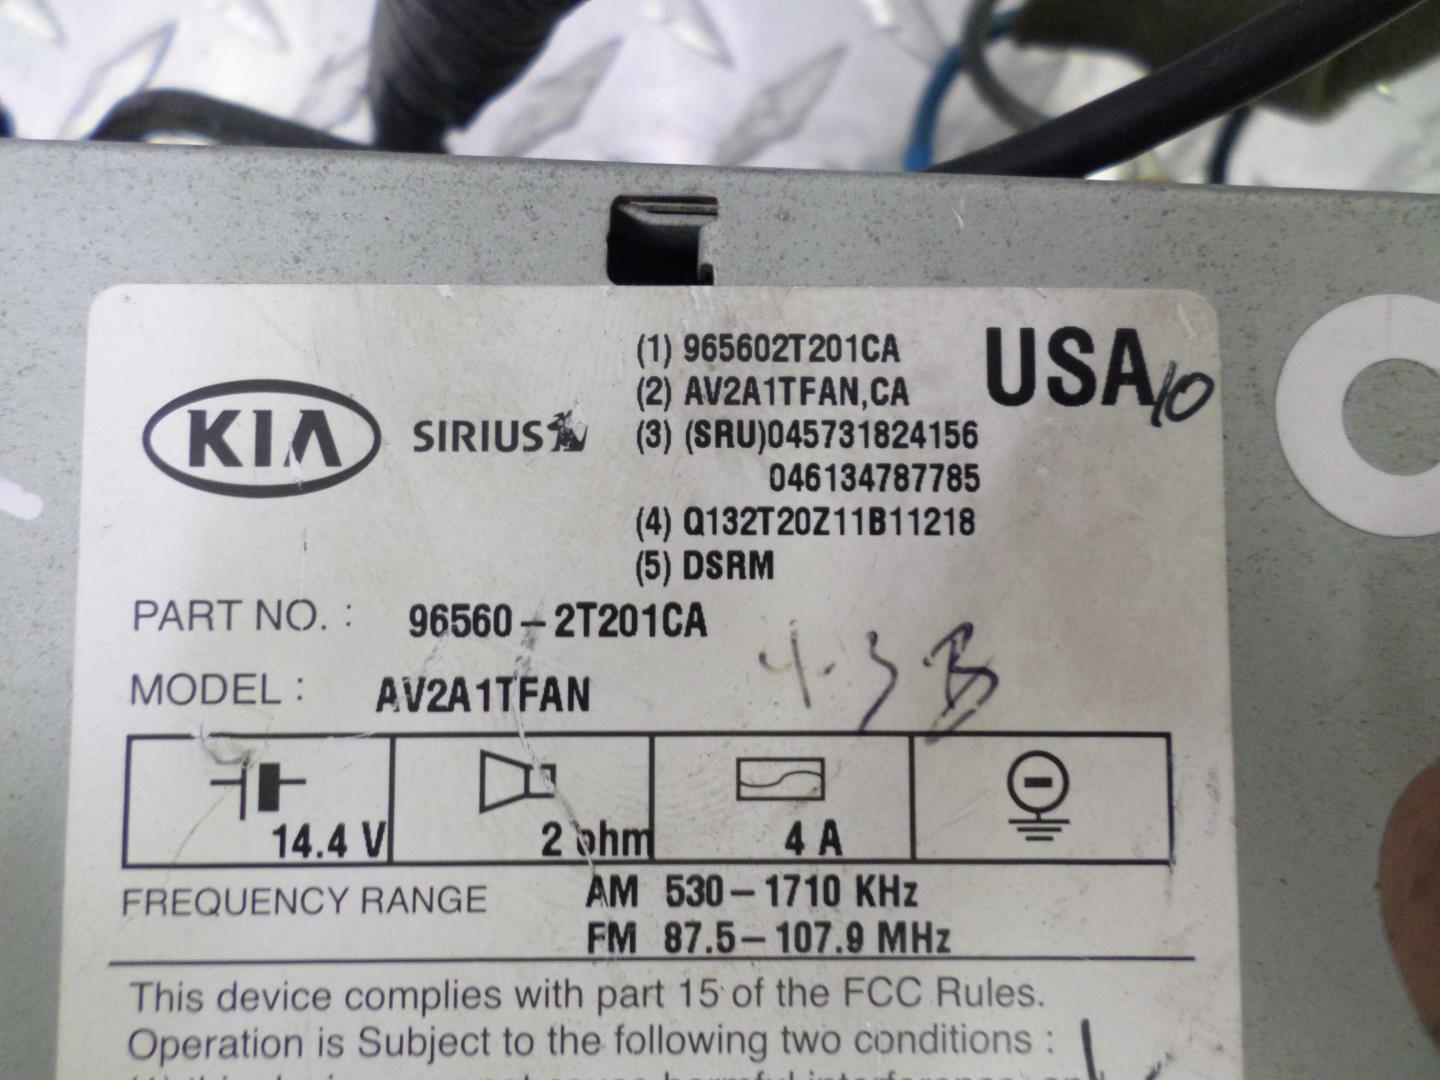 (1) 965602T201CA
USA 10
(2) AV2A1TFAN,CA
KIA SIRIUS
(3) (SRU)045731824156
046134787785
(4) Q132T20Z11B11218
(5) DSRM
PART NO. : 96560-2T201CA
4.3B
MODEL : AV2A1TFAN
14.4 V 2 ohm 4 A
FREQUENCY RANGE AM 530-1710 KHz
FM 87.5-107.9 MHz
This device complies with part 15 of the FCC Rules.
Operation is Subject to the following two conditions :